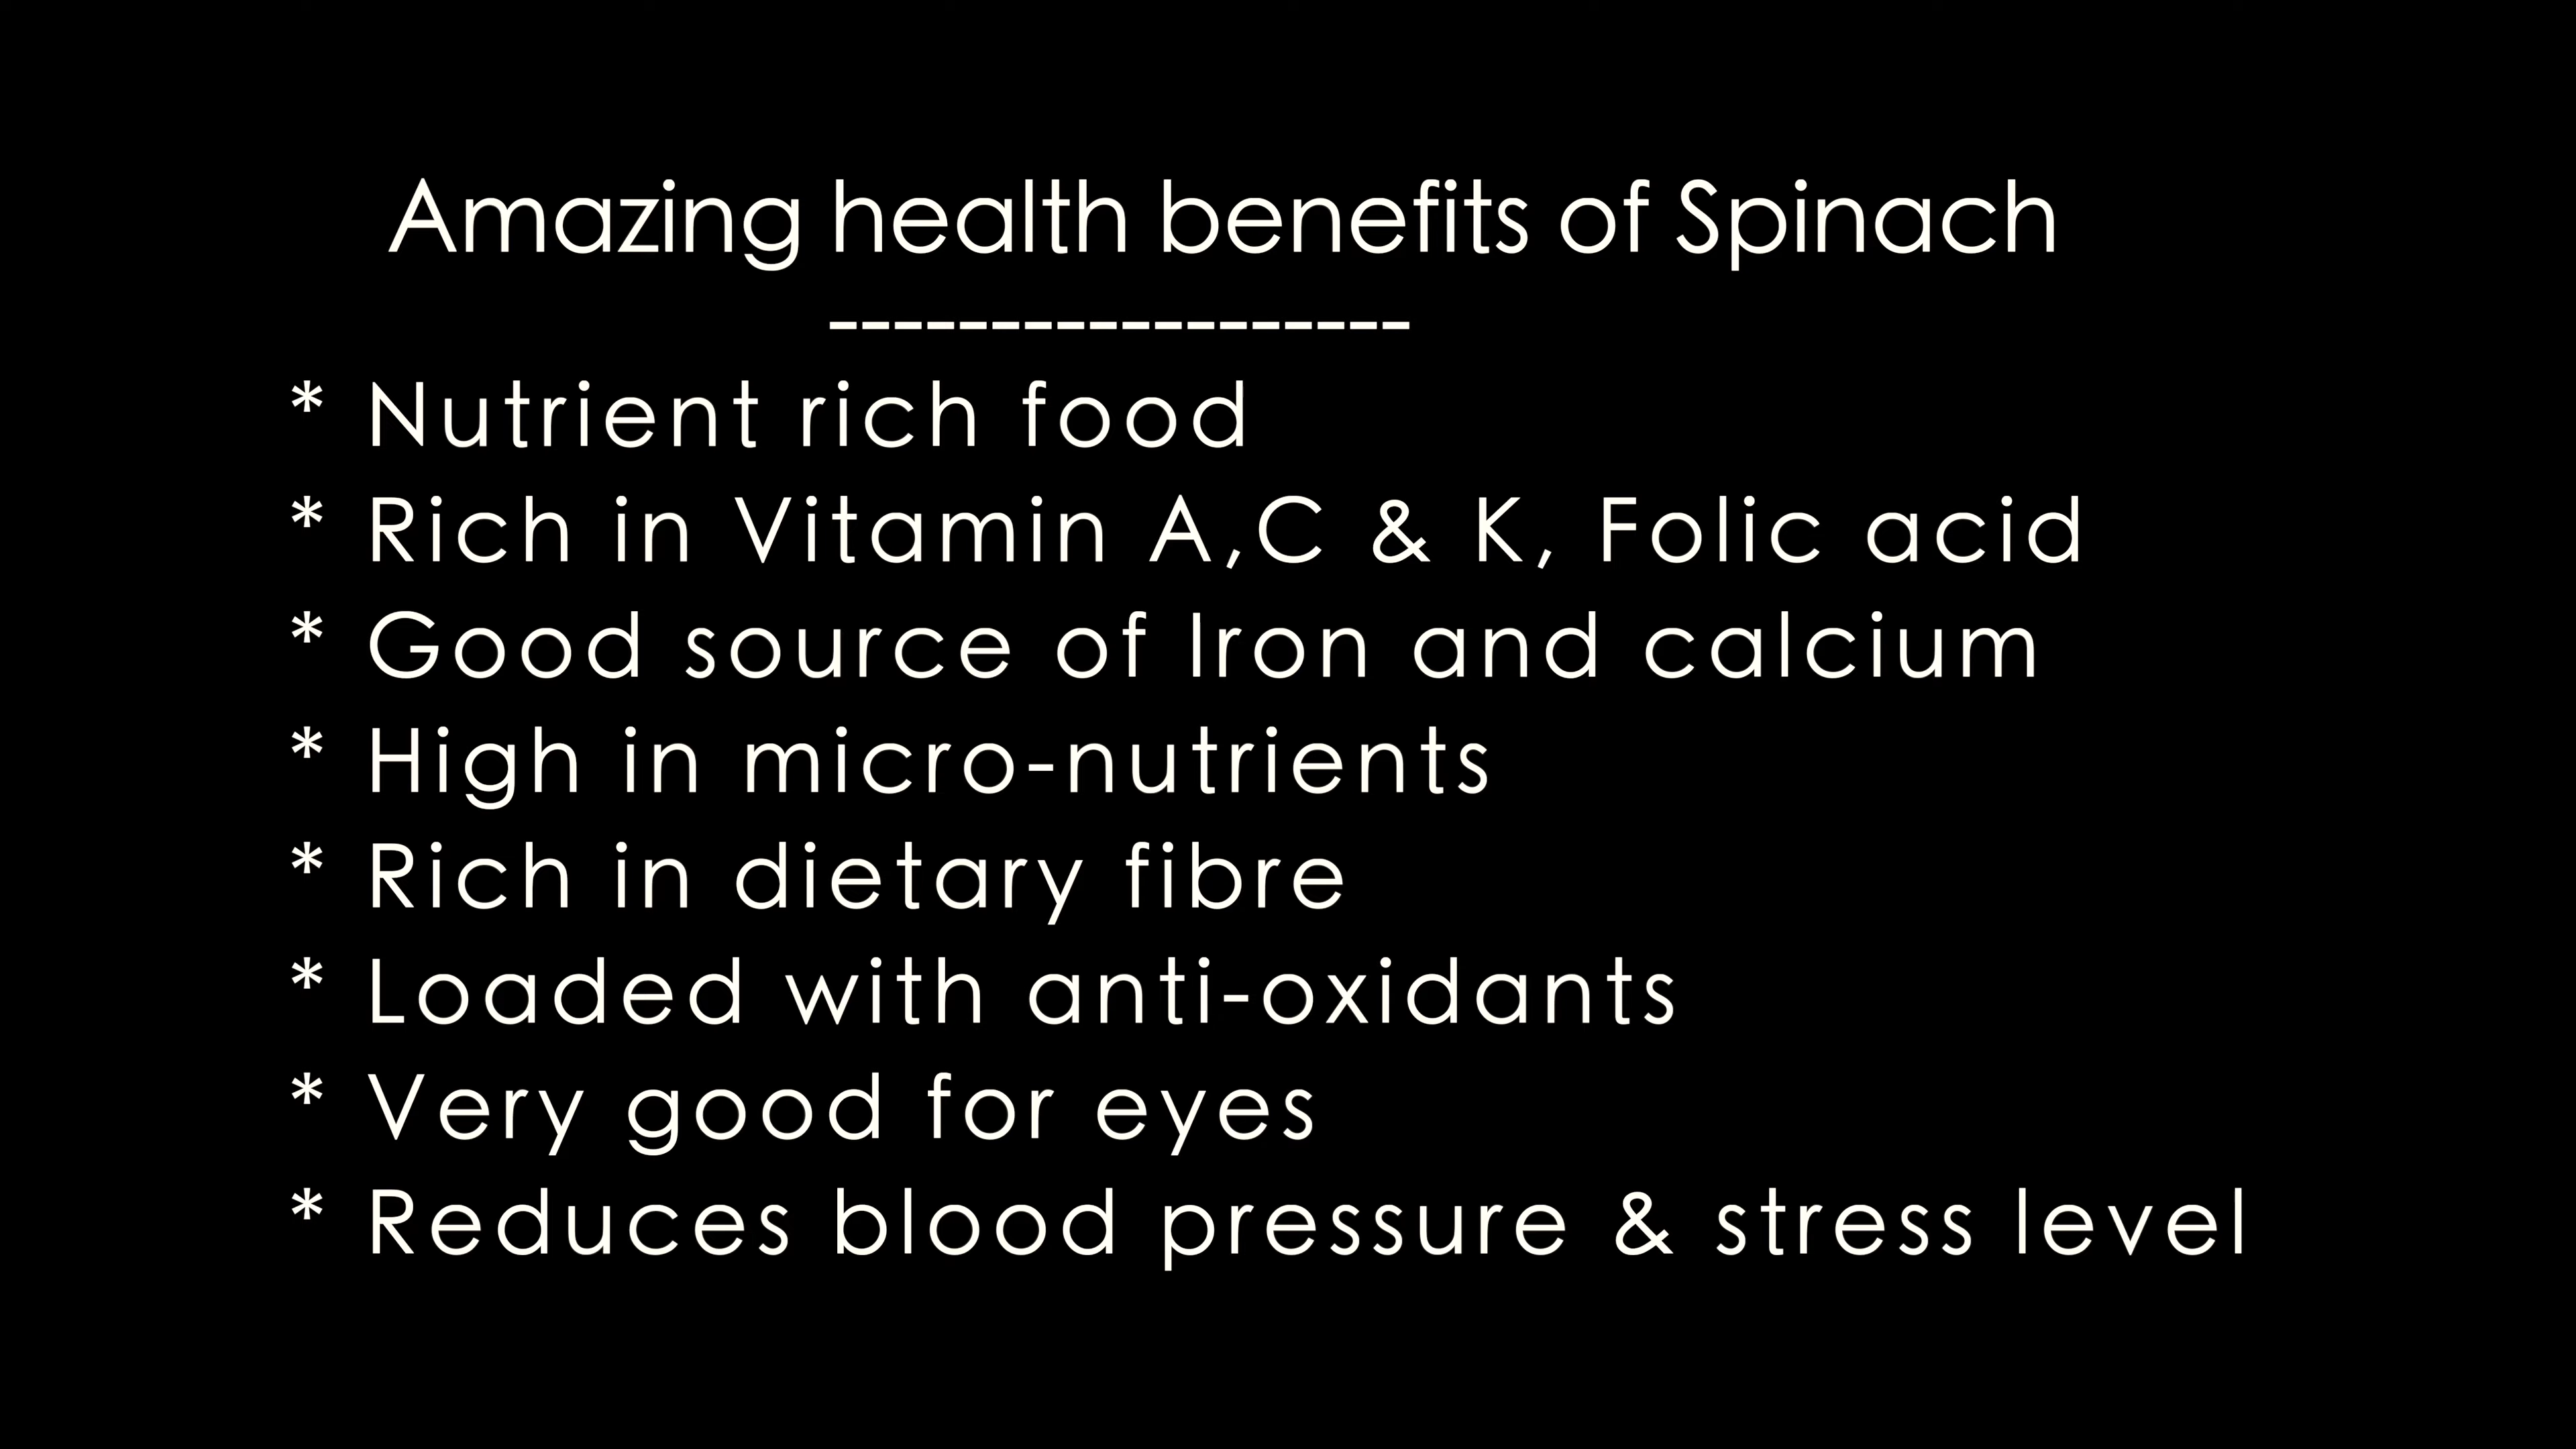 Amazing health benefits of Spinach
------------------
* Nutrient rich food
* Rich in Vitamin A,C & K, Folic acid
* Good source of Iron and calcium
* High in micro-nutrients
* Rich in dietary fibre
* Loaded with anti-oxidants
* Very good for eyes
* Reduces blood pressure & stress level